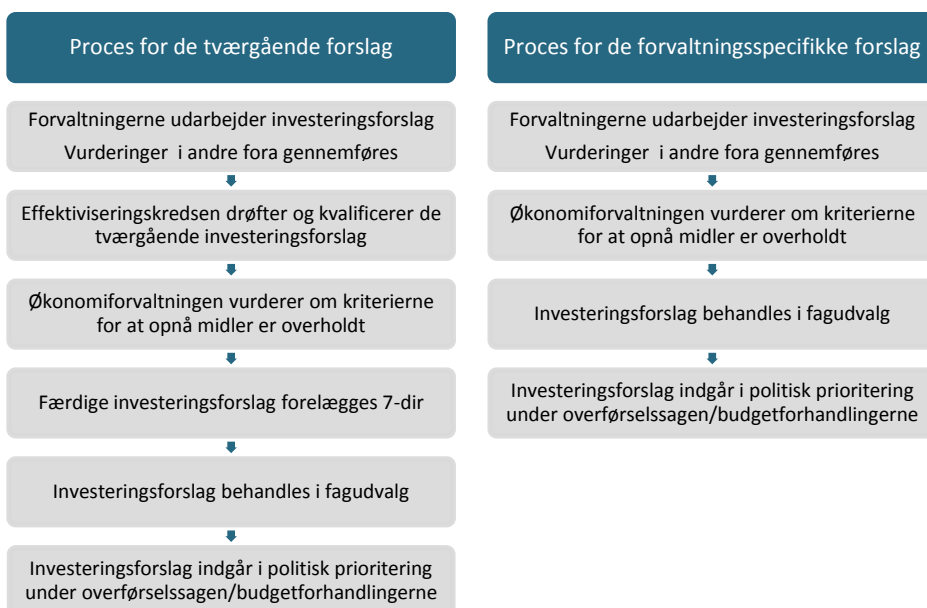 Proces for de tværgående forslag
Forvaltningerne udarbejder investeringsforslag
Vurderinger i andre fora gennemføres
Effektiviseringskredsen drøfter og kvalificerer de
tværgående investeringsforslag
Økonomiforvaltningen vurderer om kriterierne
for at opnå midler er overholdt
Færdige investeringsforslag forelægges 7-dir
Investeringsforslag behandles i fagudvalg
Investeringsforslag indgår i politisk prioritering
under overførselssagen/budgetforhandlingerne
Proces for de forvaltningsspecifikke forslag
Forvaltningerne udarbejder investeringsforslag
Vurderinger i andre fora gennemføres
Økonomiforvaltningen vurderer om kriterierne
for at opnå midler er overholdt
Investeringsforslag behandles i fagudvalg
Investeringsforslag indgår i politisk prioritering
under overførselssagen/budgetforhandlingerne